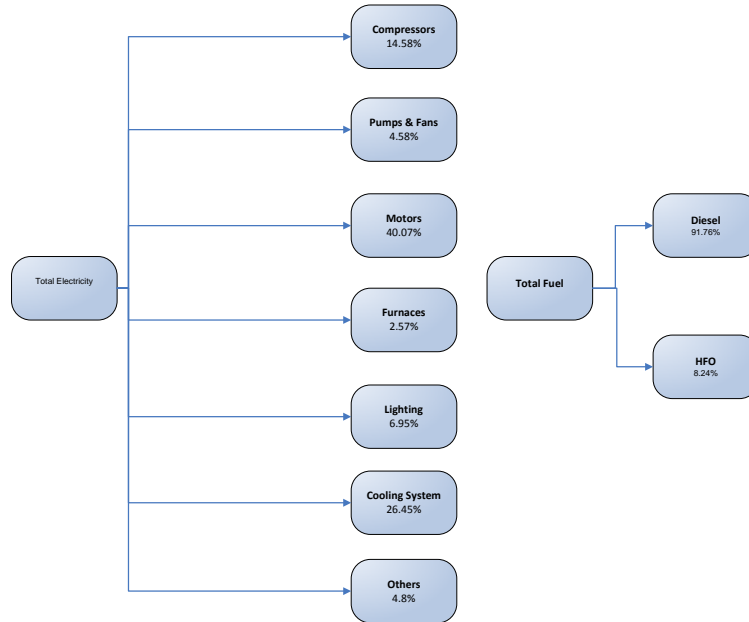 Compressors
14.58%
Pumps & Fans
4.58%
Motors
40.07%
Total Electricity
Furnaces
2.57%
Lighting
6.95%
Cooling System
26.45%
Others
4.8%
Total Fuel
Diesel
91.76%
HFO
8.24%